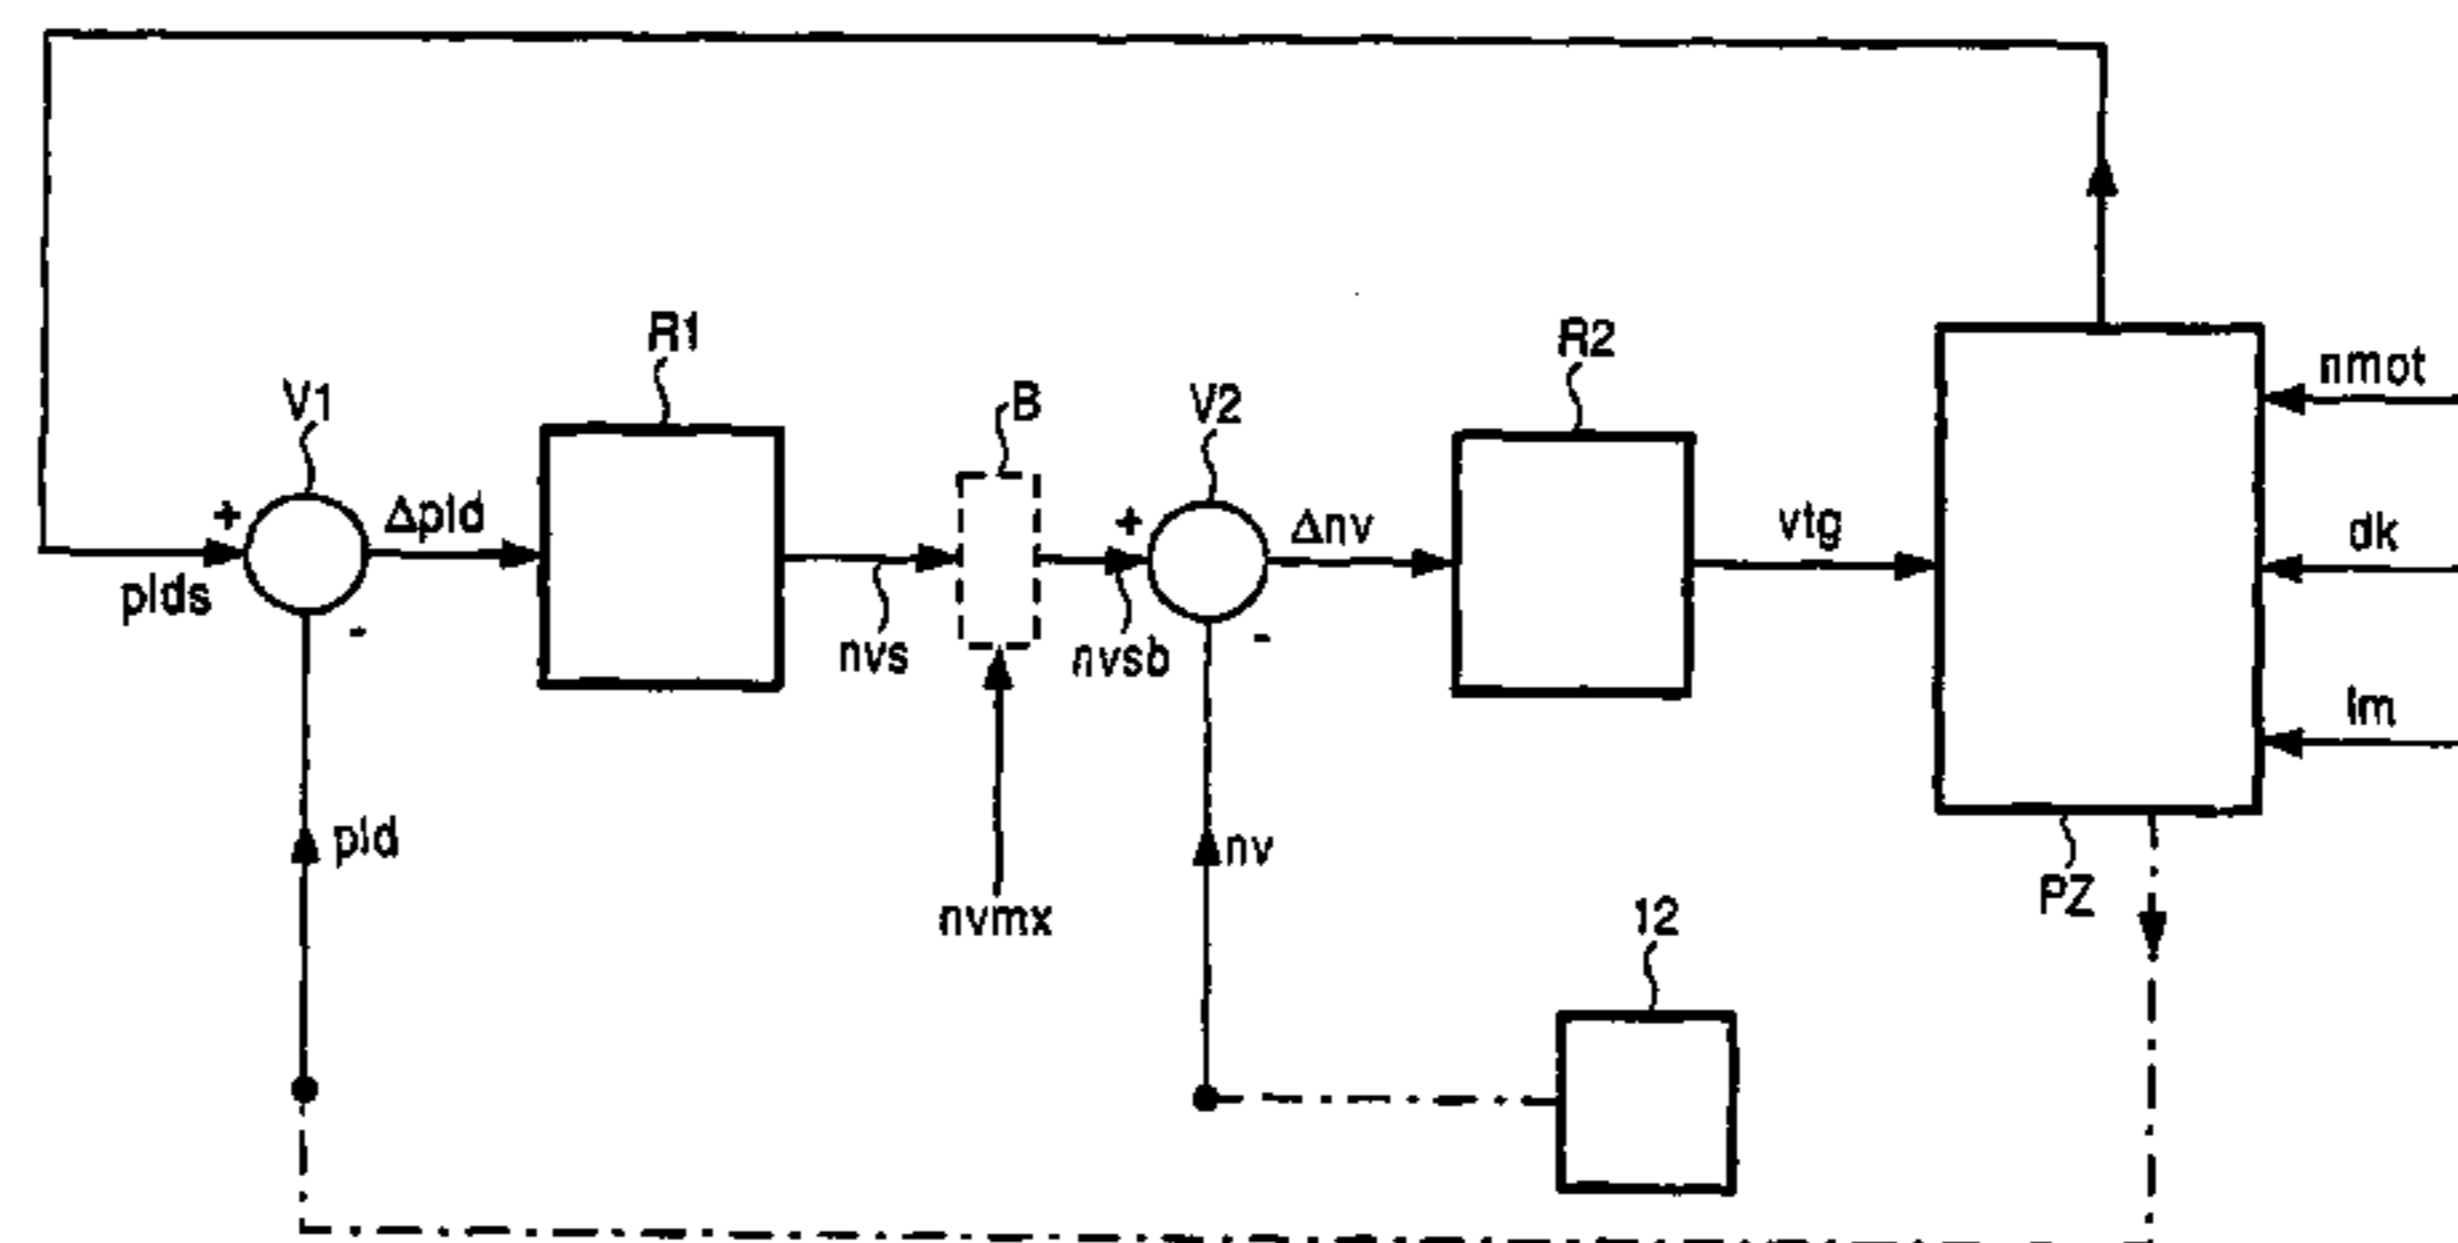 R1
R2
nmot
V1
B
V2
+
Δpld
+
Δnv
vtg
dk
plds
-
nvs
nvsb
-
lm
pld
nv
PZ
nvmx
12